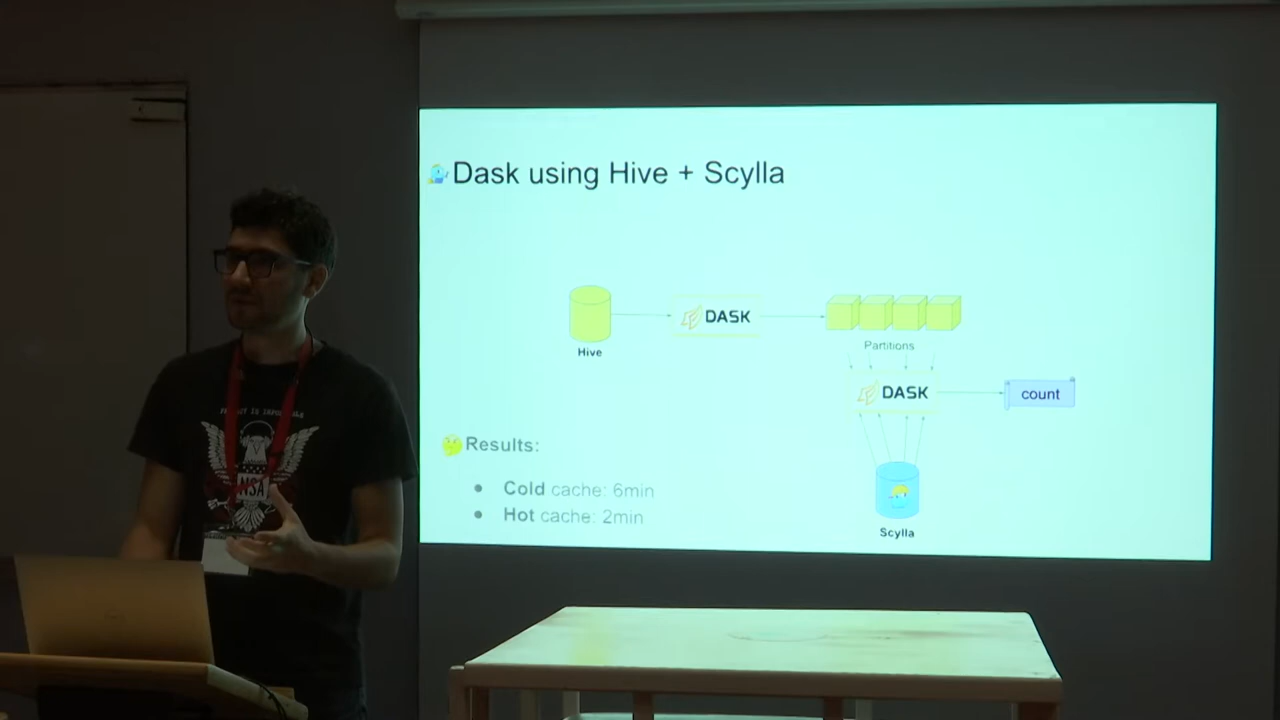 Dask using Hive + Scylla
DASK
Hive
Partitions
DASK
count
Results:
Cold cache: 6min
Hot cache: 2min
Scylla
NSA